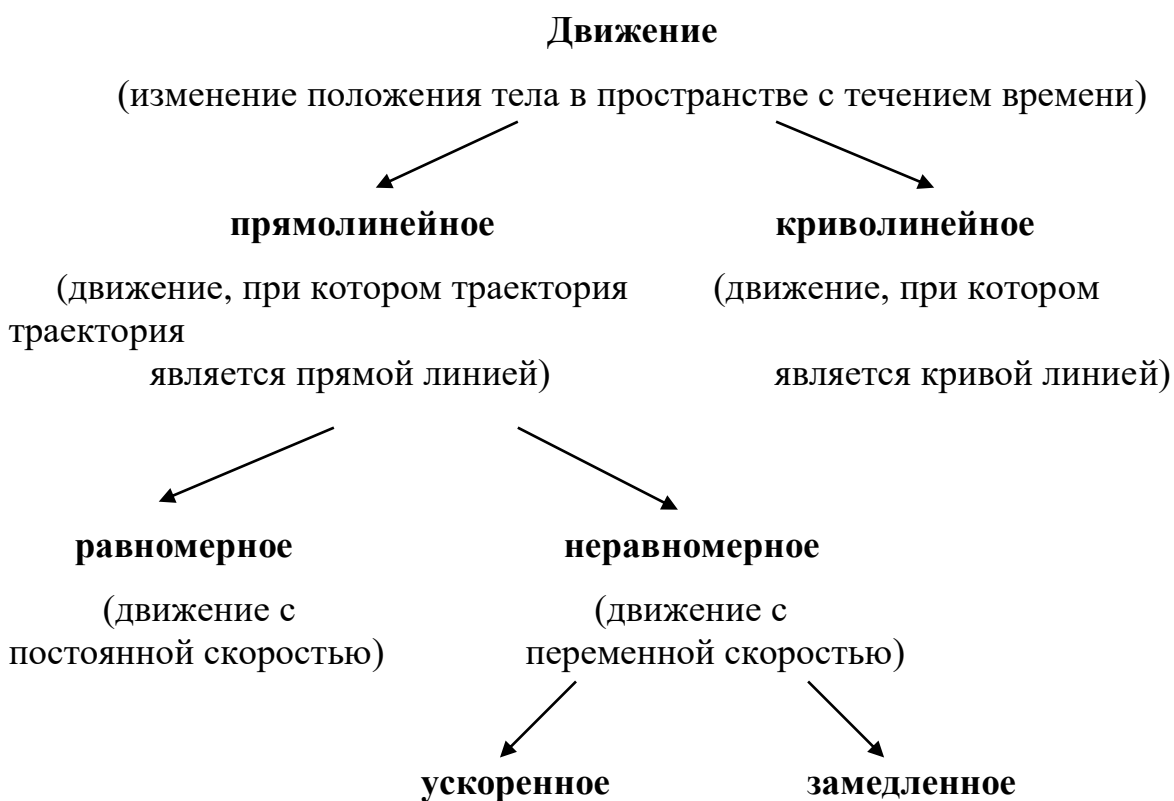 Движение
(изменение положения тела в пространстве с течением времени)
прямолинейное криволинейное
(движение, при котором траектория (движение, при котором
траектория
является прямой линией) является кривой линией)
равномерное неравномерное
(движение с (движение с
постоянной скоростью) переменной скоростью)
ускоренное замедленное